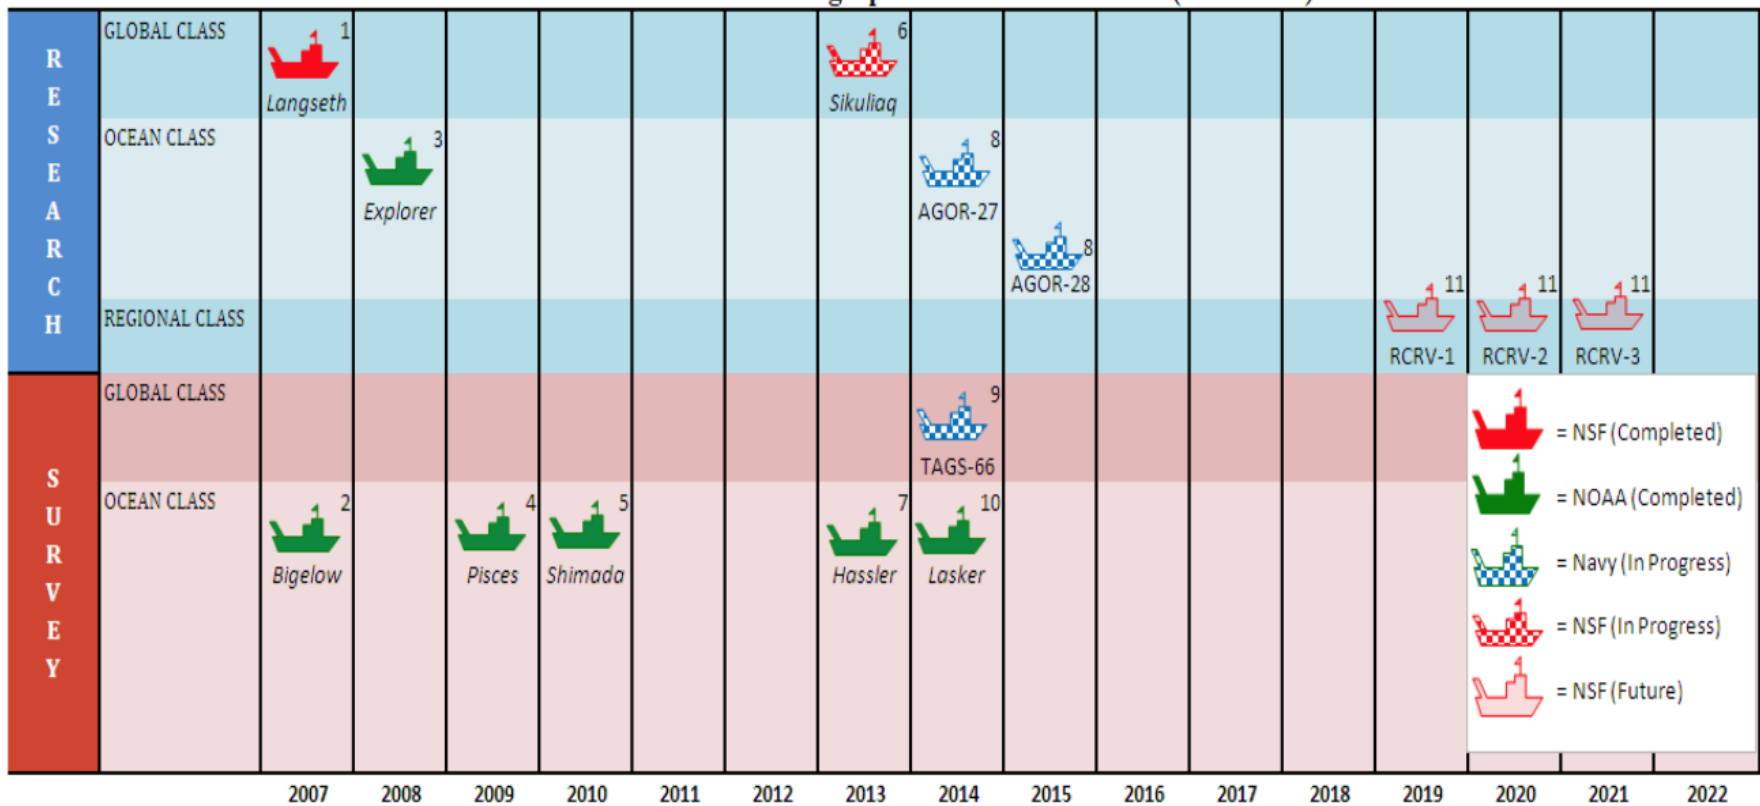 RESEARCH
GLOBAL CLASS
1
Langseth
6
Sikuliaq
OCEAN CLASS
3
Explorer
8
AGOR-27
8
AGOR-28
REGIONAL CLASS
11
RCRV-1
11
RCRV-2
11
RCRV-3
SURVEY
GLOBAL CLASS
9
TAGS-66
OCEAN CLASS
2
Bigelow
4
Pisces
5
Shimada
7
Hassler
10
Lasker
= NSF (Completed)
= NOAA (Completed)
= Navy (In Progress)
= NSF (In Progress)
= NSF (Future)
2007 2008 2009 2010 2011 2012 2013 2014 2015 2016 2017 2018 2019 2020 2021 2022